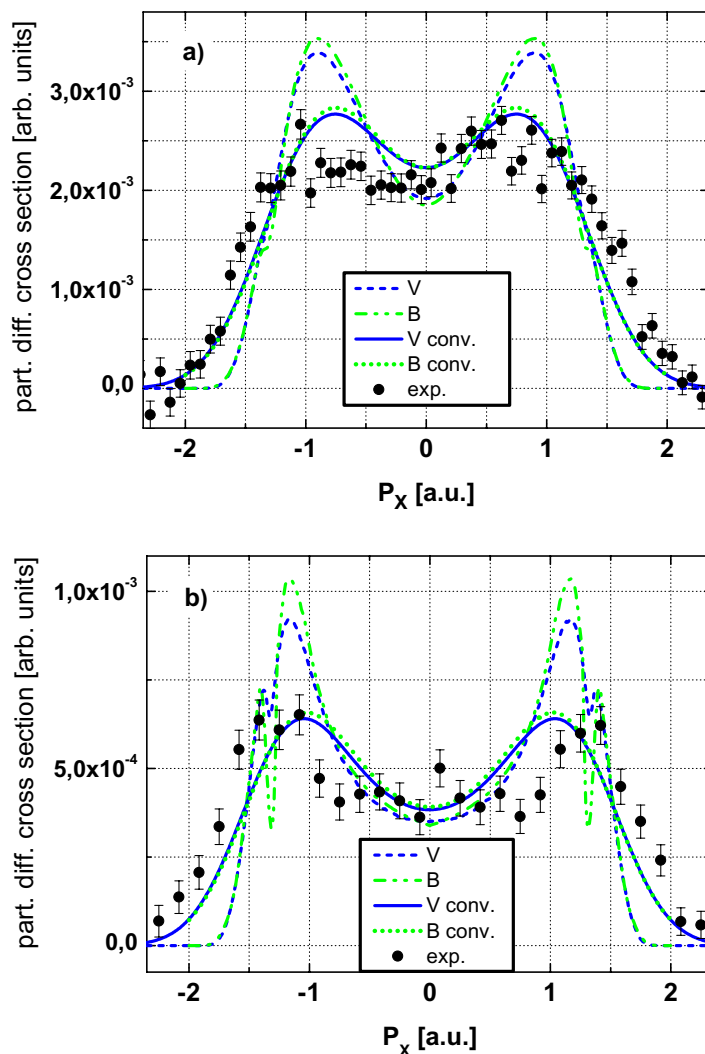 a)
part. diff. cross section [arb. units]
3,0x10-3
2,0x10-3
1,0x10-3
0,0
V
B
V conv.
B conv.
exp.
-2 -1 0 1 2
PX [a.u.]
b)
part. diff. cross section [arb. units]
1,0x10-3
5,0x10-4
0,0
V
B
V conv.
B conv.
exp.
-2 -1 0 1 2
Px [a.u.]